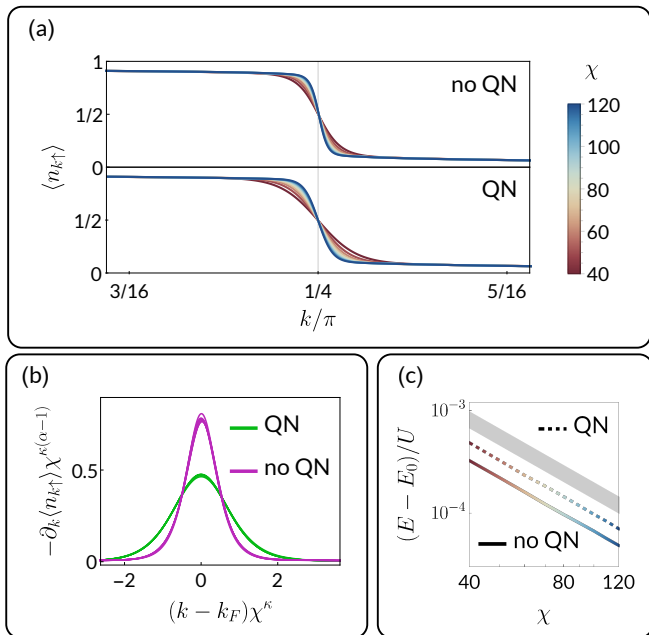 (a)
1
1/2
0
1/2
0
⟨n_{k↑}⟩
no QN
QN
3/16
1/4
5/16
k/π
χ
120
100
80
60
40
(b)
0.5
0
−∂_k⟨n_{k↑}⟩χ^{κ(α−1)}
QN
no QN
−2
0
2
(k − k_F)χ^κ
(c)
10^{−3}
10^{−4}
(E − E_0)/U
QN
no QN
40
80
120
χ